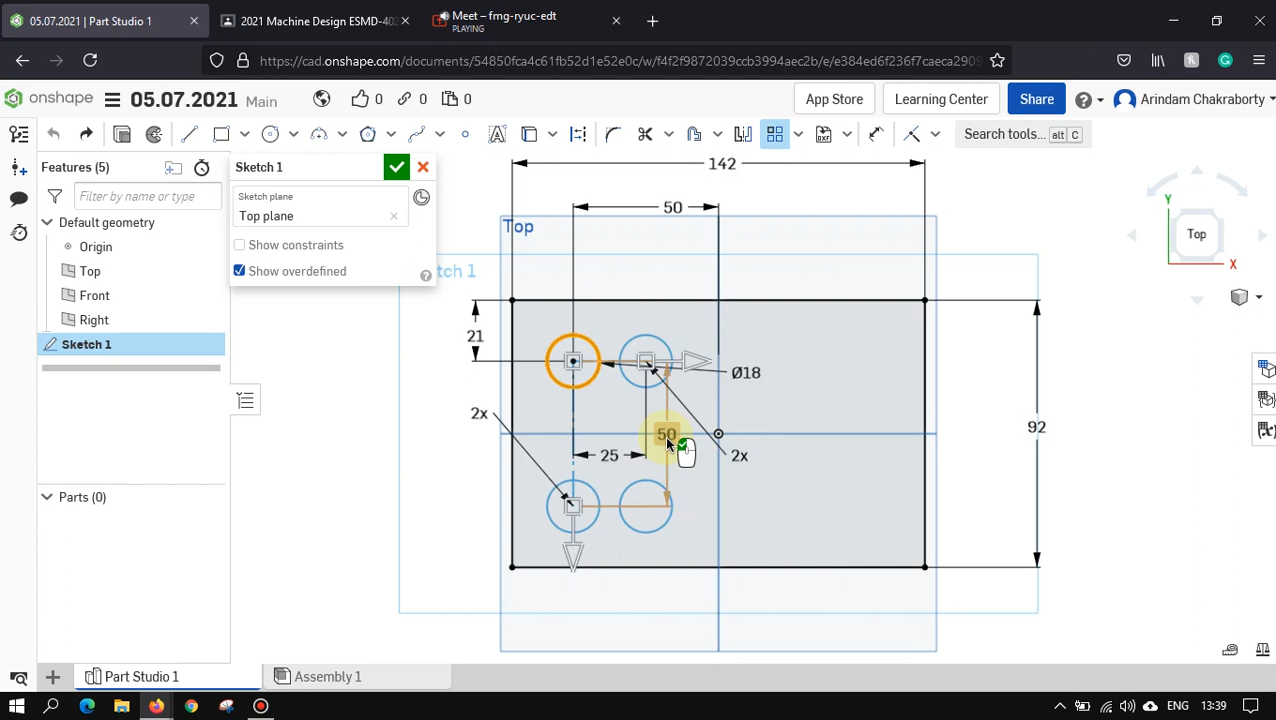 05.07.2021 | Part Studio 1
2021 Machine Design ESMD-402
Meet – fmg-ryuc-edt
PLAYING
https://cad.onshape.com/documents/54850fca4c61fb52d1e52e0c/w/f4f2f9872039ccb3994aec2b/e/e384ed6f236f7caeca2909
onshape
05.07.2021 Main
0
0
0
App Store
Learning Center
Share
Arindam Chakraborty
Search tools... alt C
Features (5)
Filter by name or type
Default geometry
Origin
Top
Front
Right
Sketch 1
Parts (0)
Sketch 1
Sketch plane
Top plane
Show constraints
Show overdefined
tch 1
Top
142
50
21
Ø18
2x
50
25
2x
92
Top
Y
X
Part Studio 1
Assembly 1
ENG
13:39